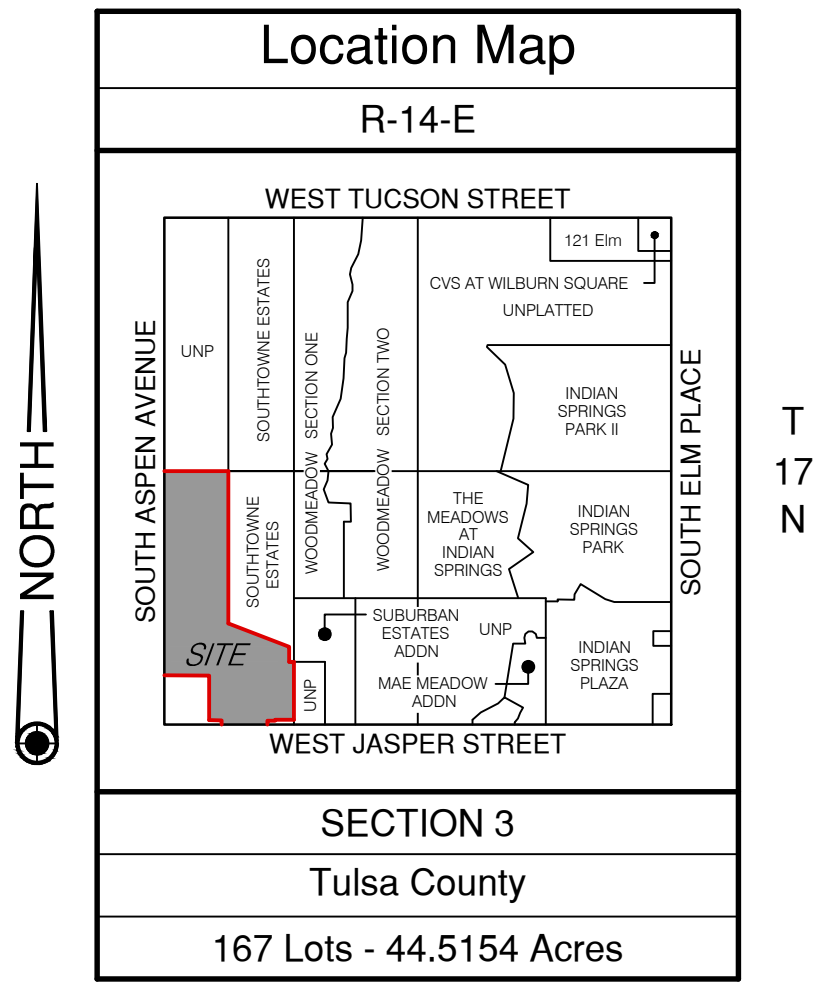 Location Map
R-14-E
WEST TUCSON STREET
121 Elm
CVS AT WILBURN SQUARE
UNPLATTED
UNP
SOUTHTOWNE ESTATES
WOODMEADOW SECTION ONE
WOODMEADOW SECTION TWO
INDIAN
SPRINGS
PARK II
SOUTH ASPEN AVENUE
SOUTH ELM PLACE
NORTH
T
17
N
SOUTHTOWNE
ESTATES
THE
MEADOWS
AT
INDIAN
SPRINGS
INDIAN
SPRINGS
PARK
SITE
SUBURBAN
ESTATES
ADDN
UNP
UNP
MAE MEADOW
ADDN
INDIAN
SPRINGS
PLAZA
WEST JASPER STREET
SECTION 3
Tulsa County
167 Lots - 44.5154 Acres